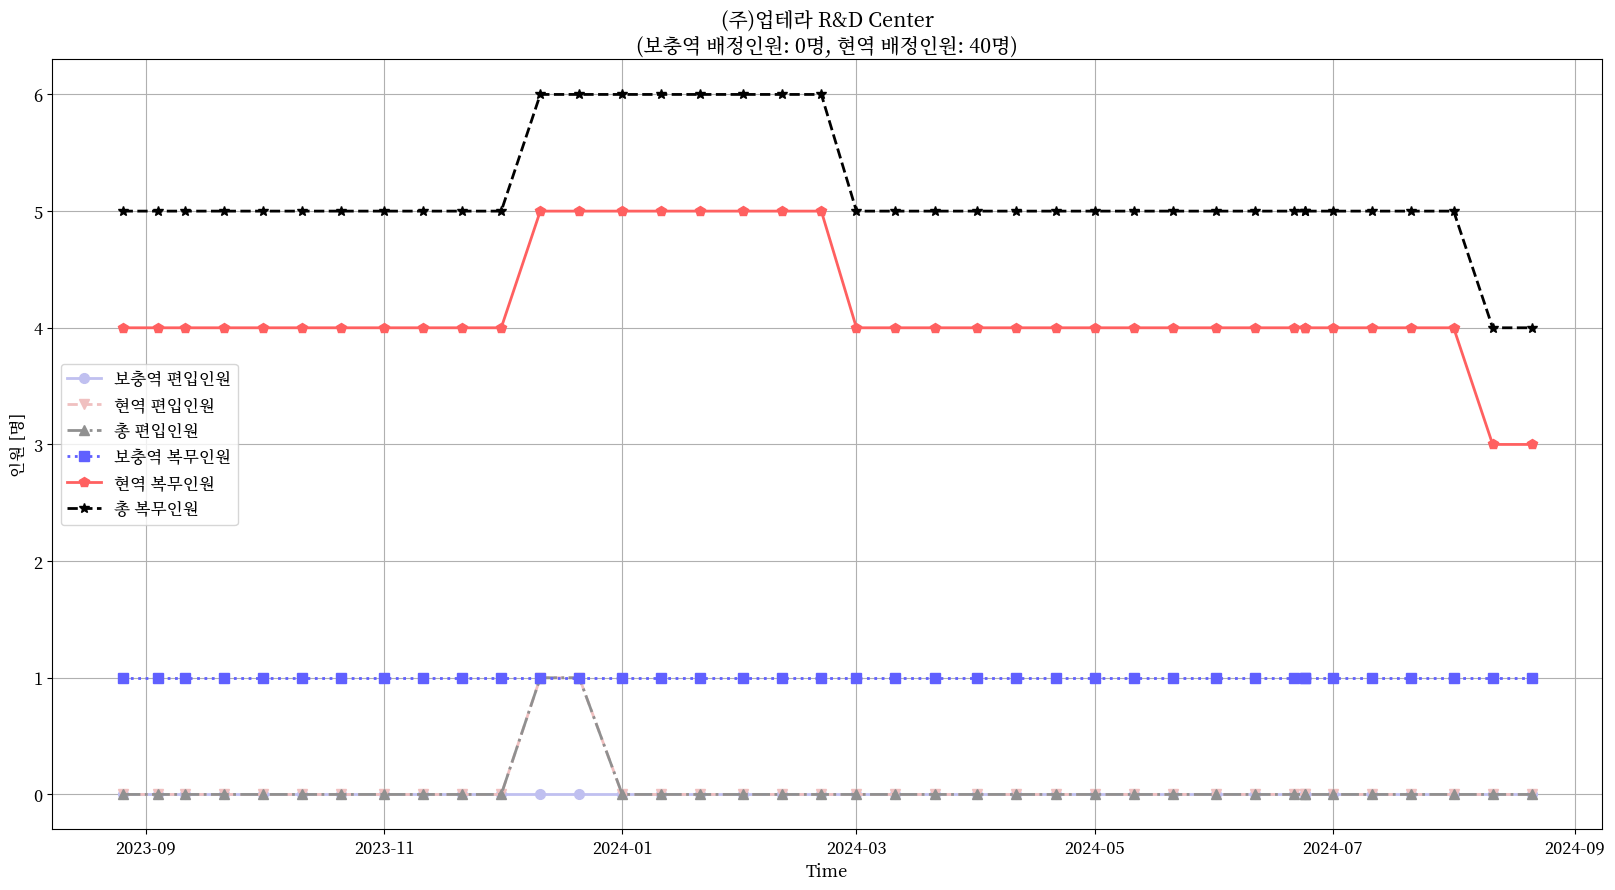 (주)업테라 R&D Center
(보충역 배정인원: 0명, 현역 배정인원: 40명)
6
5
4
3
2
1
0
인원 [명]
보충역 편입인원
현역 편입인원
총 편입인원
보충역 복무인원
현역 복무인원
총 복무인원
2023-09
2023-11
2024-01
2024-03
2024-05
2024-07
2024-09
Time